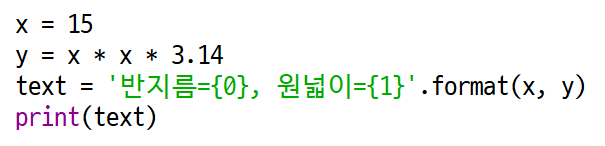 x = 15
y = x * x * 3.14
text = '반지름={0}, 원넓이={1}'.format(x, y)
print(text)